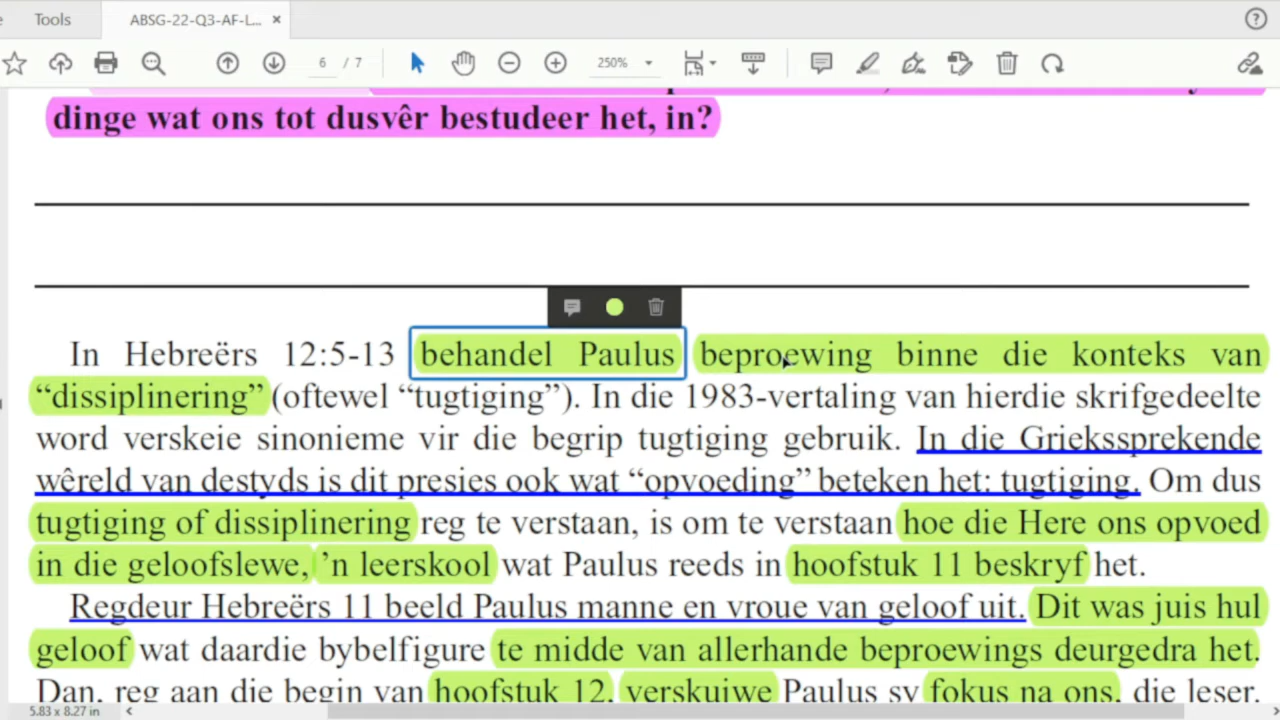 Tools
ABSG-22-Q3-AF-L... ×
6 / 7
250%
dinge wat ons tot dusvêr bestudeer het, in?
In Hebreërs 12:5-13 behandel Paulus beproewing binne die konteks van
“dissiplinering” (oftewel “tugtiging”). In die 1983-vertaling van hierdie skrifgedeelte
word verskeie sinonieme vir die begrip tugtiging gebruik. In die Griekssprekende
wêreld van destyds is dit presies ook wat “opvoeding” beteken het: tugtiging. Om dus
tugtiging of dissiplinering reg te verstaan, is om te verstaan hoe die Here ons opvoed
in die geloofslewe, ’n leerskool wat Paulus reeds in hoofstuk 11 beskryf het.
Regdeur Hebreërs 11 beeld Paulus manne en vroue van geloof uit. Dit was juis hul
geloof wat daardie bybelfigure te midde van allerhande beproewings deurgedra het.
Dan, reg aan die begin van hoofstuk 12, verskuiwe Paulus sy fokus na ons, die leser.
5.83 x 8.27 in